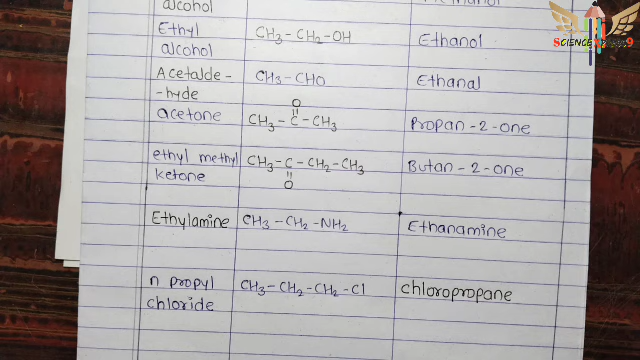 alcohol
Ethyl alcohol CH3 - CH2 - OH Ethanol
Acetalde-
-hyde CH3 - CHO Ethanal
acetone CH3 - C - CH3 Propan - 2 - one
O
ethyl methyl ketone CH3 - C - CH2 - CH3 Butan - 2 - one
O
Ethylamine CH3 - CH2 - NH2 Ethanamine
n propyl chloride CH3 - CH2 - CH2 - Cl chloropropane